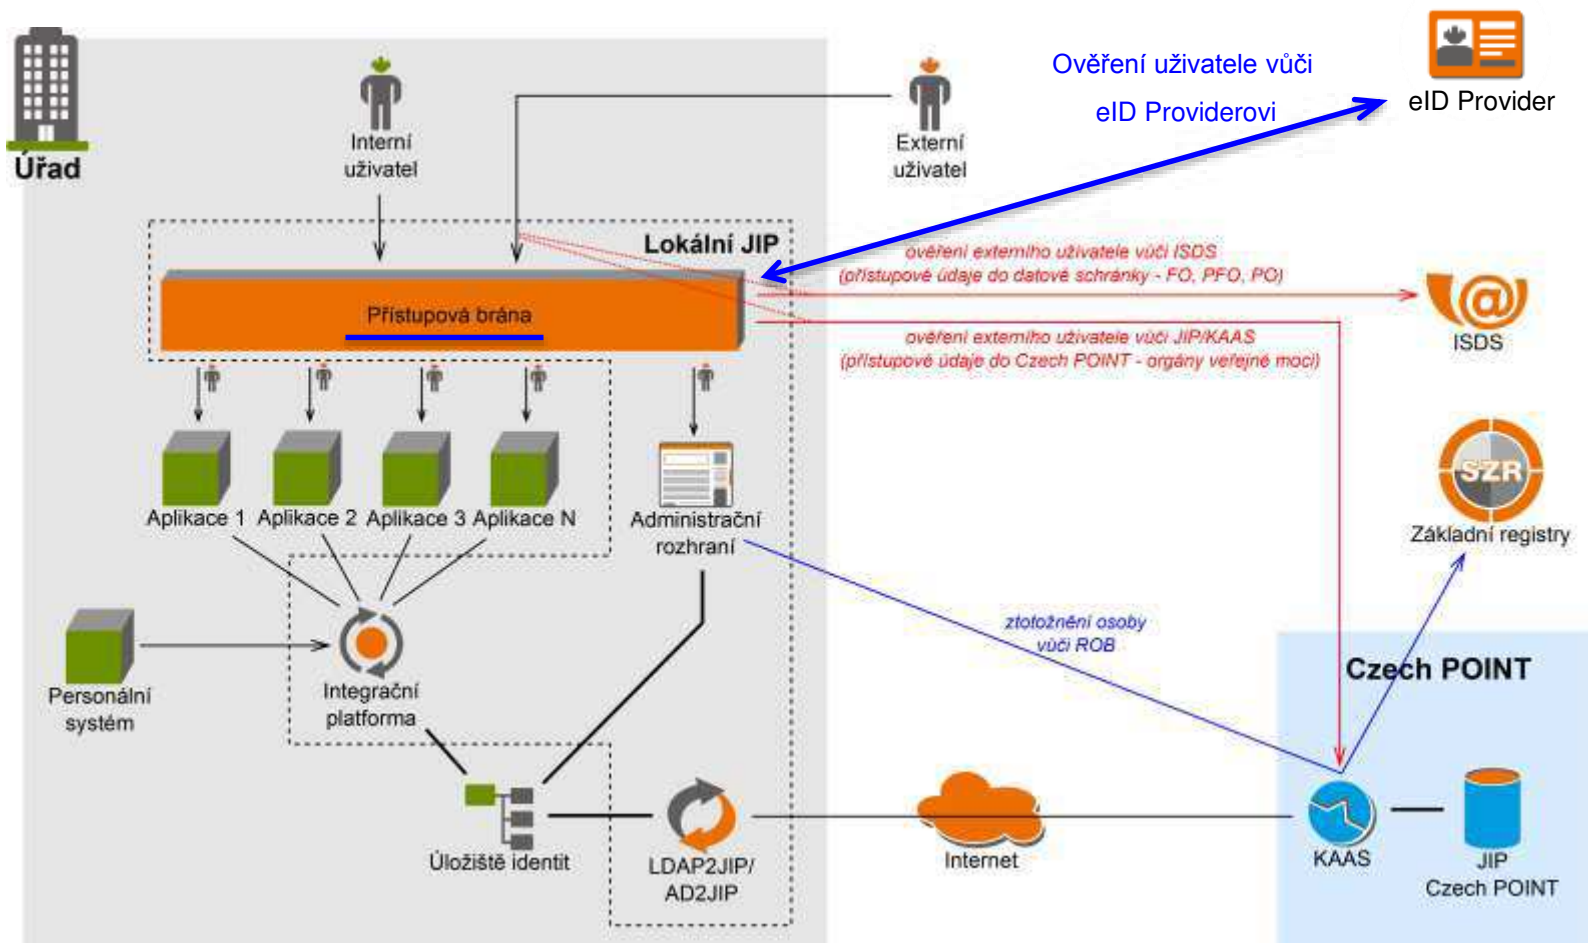 Ověření uživatele vůči
eID Providerovi
eID Provider
Úřad
Interní
uživatel
Externí
uživatel
Lokální JIP
ověření externího uživatele vůči ISDS
(přístupové údaje do datové schránky - FO, PFO, PO)
Přístupová brána
ověření externího uživatele vůči JIP/KAAS
(přístupové údaje do Czech POINT - orgány veřejné moci)
@
ISDS
SZR
Základní registry
Aplikace 1
Aplikace 2
Aplikace 3
Aplikace N
Administrační
rozhraní
ztotožnění osoby
vůči ROB
Personální
systém
Integrační
platforma
Czech POINT
Úložiště identit
LDAP2JIP/
AD2JIP
Internet
KAAS
JIP
Czech POINT